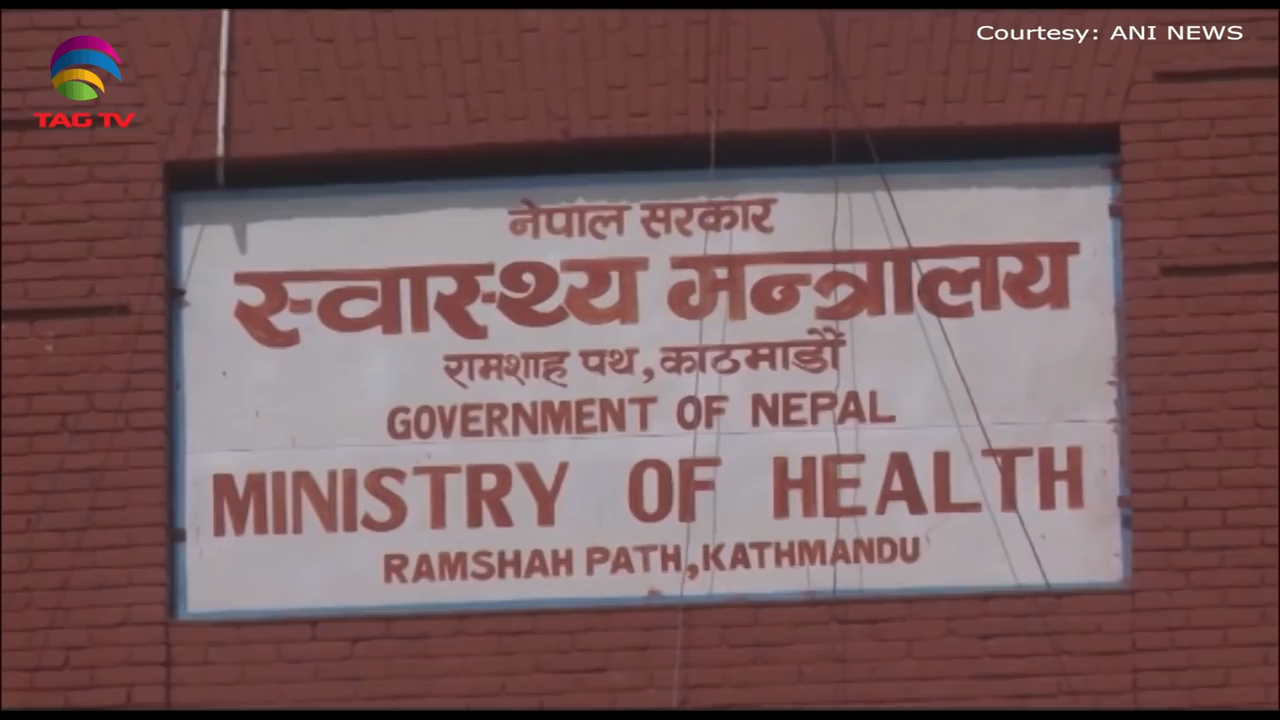 Courtesy: ANI NEWS
TAG TV
नेपाल सरकार
स्वास्थ्य मन्त्रालय
रामशाह पथ, काठमाडौं
GOVERNMENT OF NEPAL
MINISTRY OF HEALTH
RAMSHAH PATH, KATHMANDU